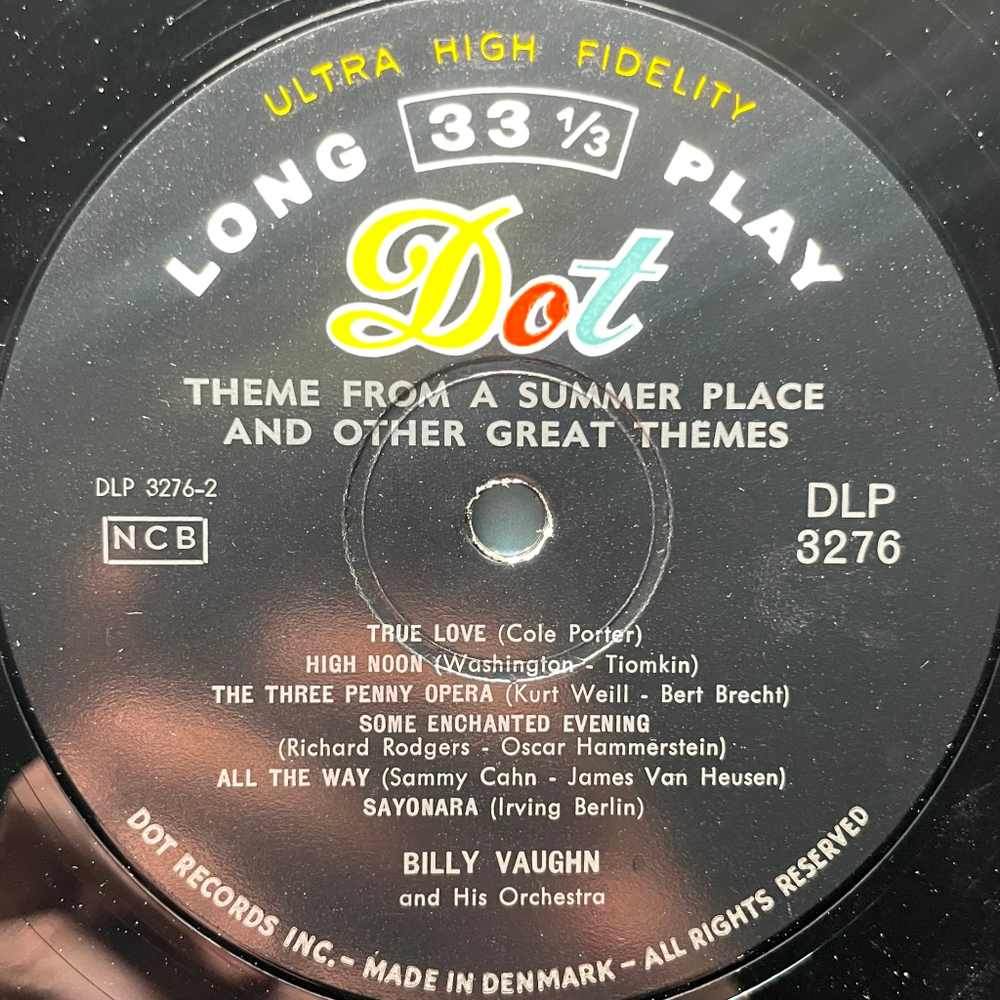 ULTRA HIGH FIDELITY
LONG 33 1/3 PLAY
Dot
THEME FROM A SUMMER PLACE
AND OTHER GREAT THEMES
DLP 3276-2
NCB
DLP
3276
TRUE LOVE (Cole Porter)
HIGH NOON (Washington - Tiomkin)
THE THREE PENNY OPERA (Kurt Weill - Bert Brecht)
SOME ENCHANTED EVENING
(Richard Rodgers - Oscar Hammerstein)
ALL THE WAY (Sammy Cahn - James Van Heusen)
SAYONARA (Irving Berlin)
BILLY VAUGHN
and His Orchestra
DOT RECORDS INC. - MADE IN DENMARK - ALL RIGHTS RESERVED